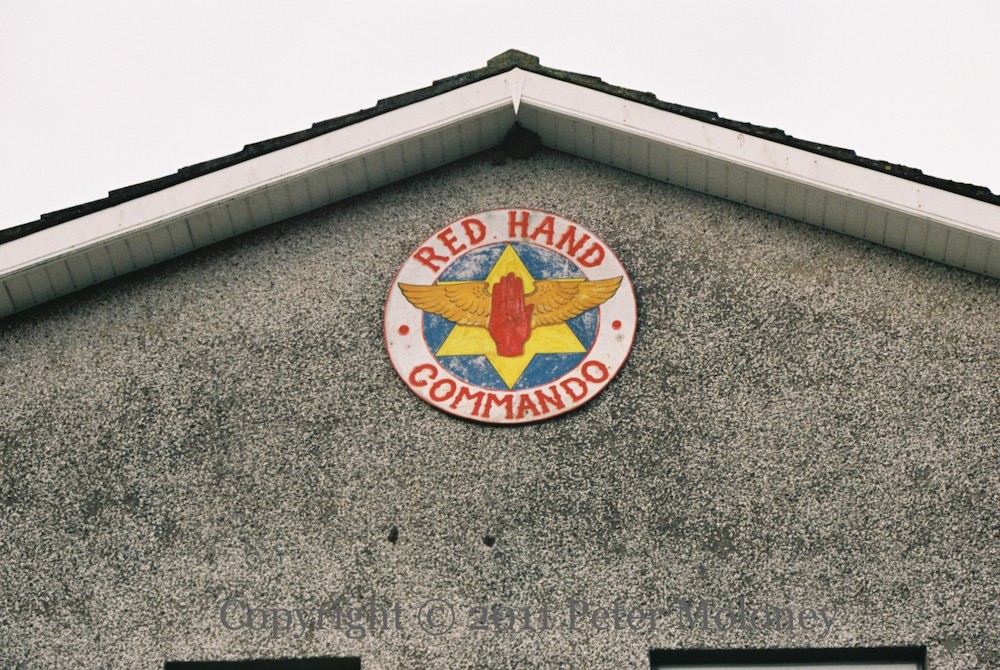 RED HAND
COMMANDO
Copyright © 2011 Peter Moloney